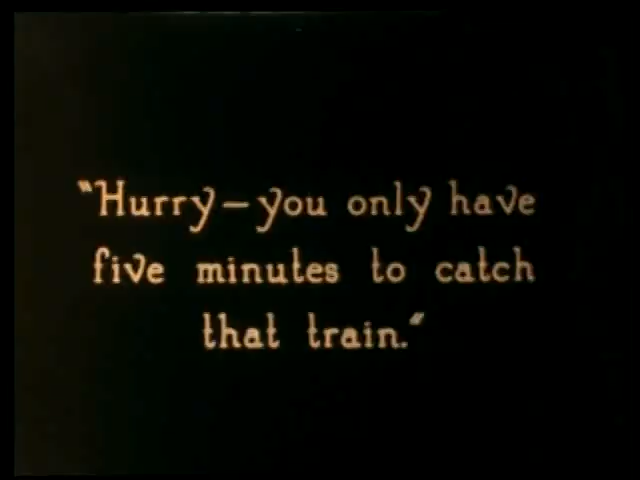 "Hurry—you only have
five minutes to catch
that train."